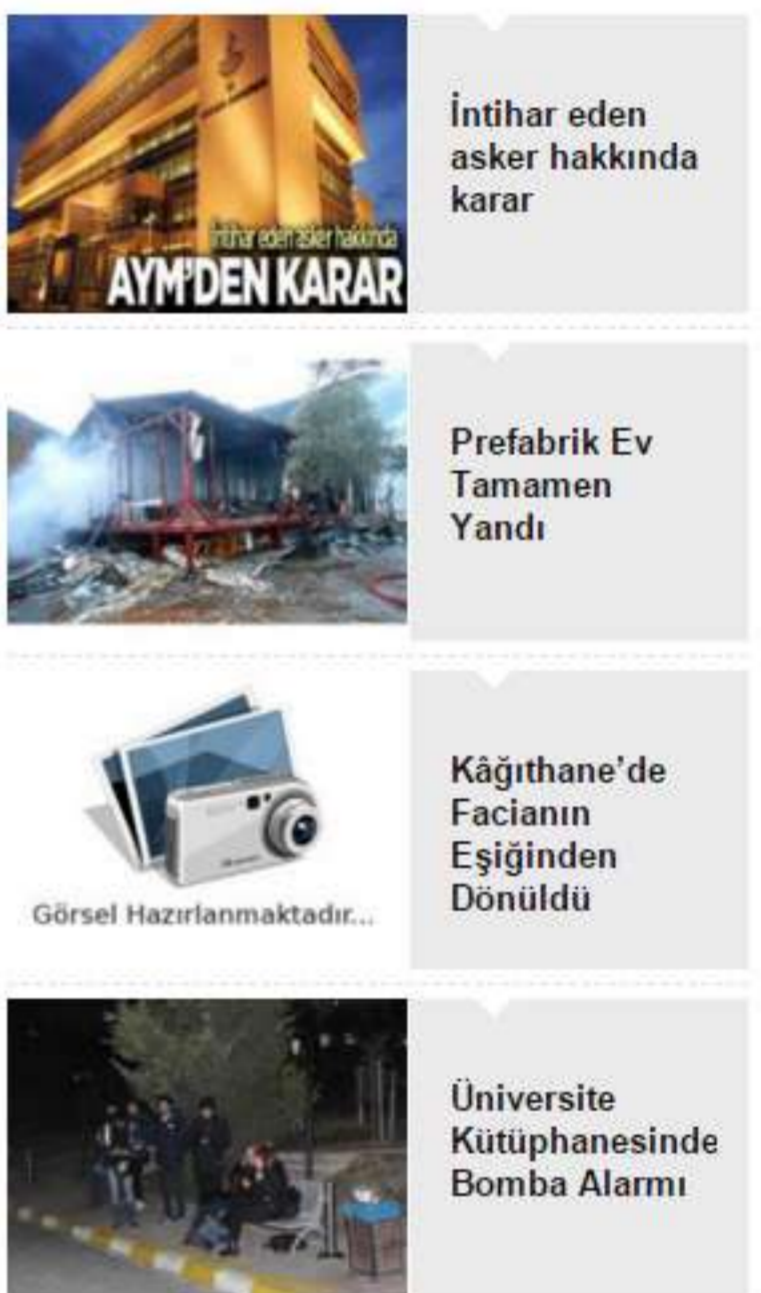 İntihar eden asker hakkında
AYM'DEN KARAR
İntihar eden
asker hakkında
karar
Prefabrik Ev
Tamamen
Yandı
Görsel Hazırlanmaktadır...
Kâğıthane’de
Facianın
Eşiğinden
Dönüldü
Üniversite
Kütüphanesinde
Bomba Alarmı